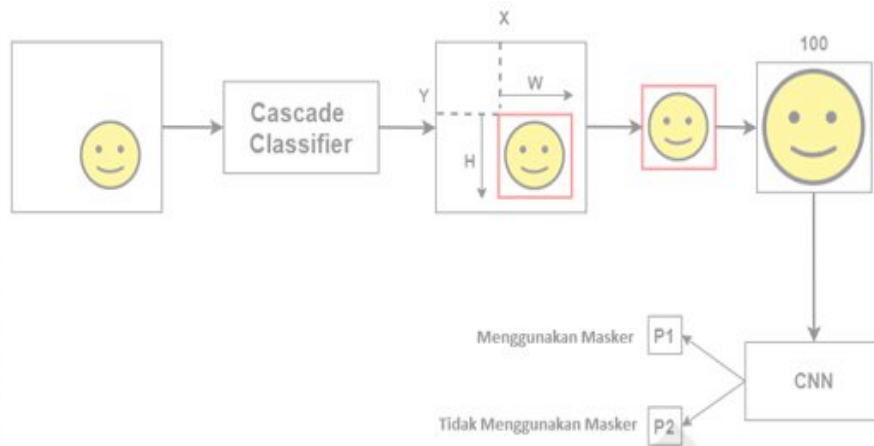 X
100
Y
W
Cascade
Classifier
H
Menggunakan Masker
P1
CNN
Tidak Menggunakan Masker
P2